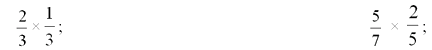 2/3 × 1/3; 5/7 × 2/5;